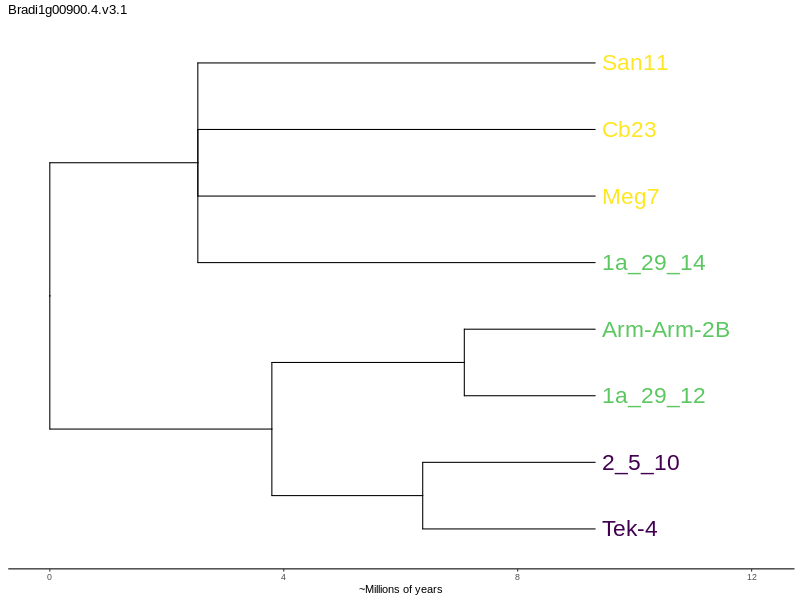 Bradi1g00900.4.v3.1
San11
Cb23
Meg7
1a_29_14
Arm-Arm-2B
1a_29_12
2_5_10
Tek-4
0 4 8 12
~Millions of years